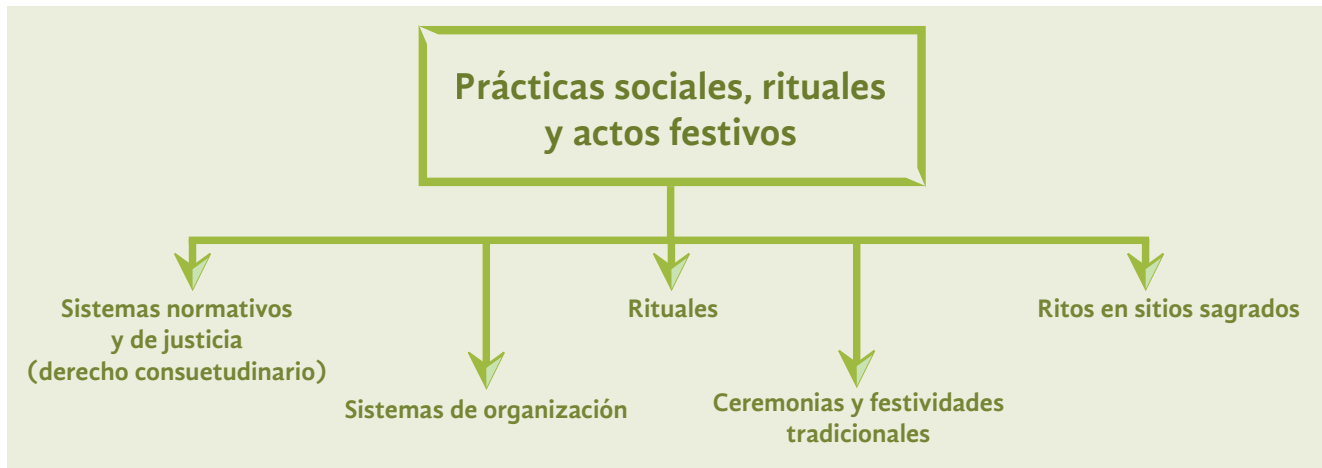 Prácticas sociales, rituales
y actos festivos
Sistemas normativos
y de justicia
(derecho consuetudinario)
Sistemas de organización
Rituales
Ceremonias y festividades
tradicionales
Ritos en sitios sagrados